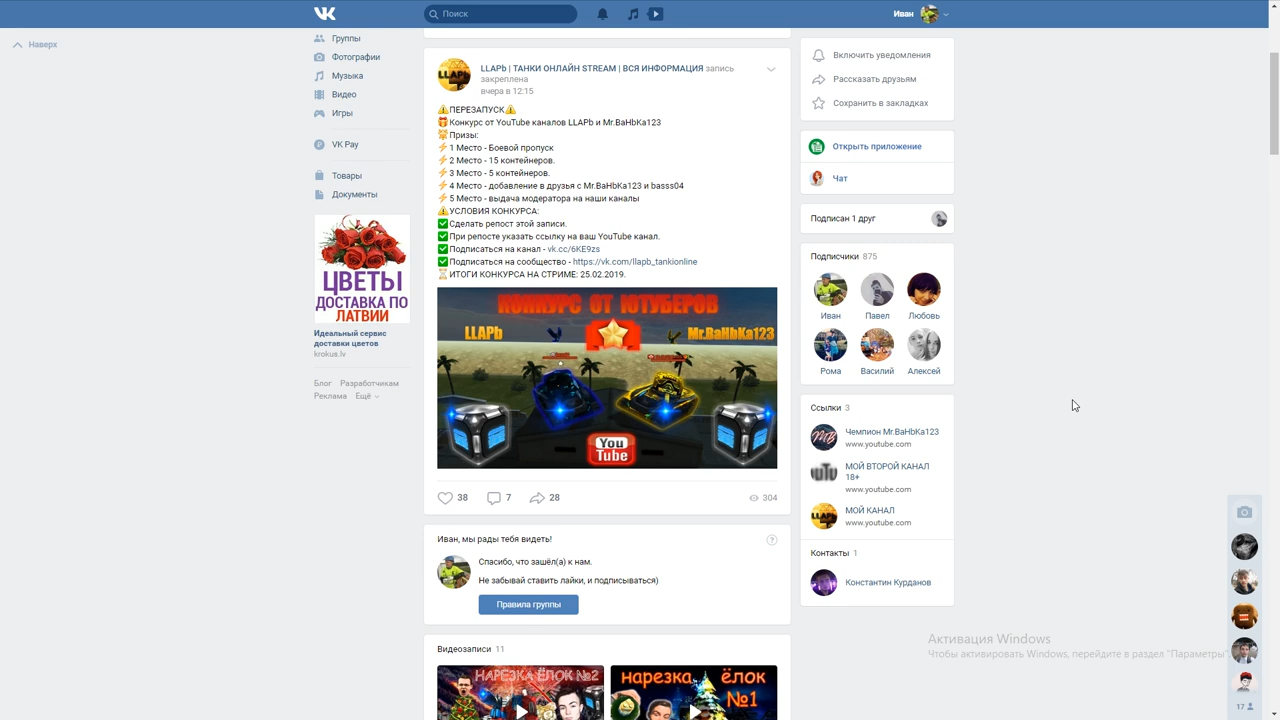 Поиск
Иван
Наверх
Группы
Фотографии
Музыка
Видео
Игры
VK Pay
Товары
Документы
ЦВЕТЫ
ДОСТАВКА ПО
ЛАТВИИ
Идеальный сервис
доставки цветов
krokus.lv
Блог Разработчикам
Реклама Ещё
LLAPb | ТАНКИ ОНЛАЙН STREAM | ВСЯ ИНФОРМАЦИЯ запись
закреплена
вчера в 12:15
⚠ПЕРЕЗАПУСК⚠
Конкурс от YouTube каналов LLAPb и Mr.BaHbKa123
Призы:
1 Место - Боевой пропуск
2 Место - 15 контейнеров.
3 Место - 5 контейнеров.
4 Место - добавление в друзья с Mr.BaHbKa123 и basss04
5 Место - выдача модератора на наши каналы
⚠УСЛОВИЯ КОНКУРСА:
Сделать репост этой записи.
При репосте указать ссылку на ваш YouTube канал.
Подписаться на канал - vk.cc/6KE9zs
Подписаться на сообщество - https://vk.com/llapb_tankionline
ИТОГИ КОНКУРСА НА СТРИМЕ: 25.02.2019.
КОНКУРС ОТ ЮТУБЕРОВ
LLAPb
Mr.BaHbKa123
You
Tube
38 7 28 304
Иван, мы рады тебя видеть!
Спасибо, что зашёл(а) к нам.
Не забывай ставить лайки, и подписываться)
Правила группы
Видеозаписи 11
НАРЕЗКА ЁЛОК №2
нарезка ёлок
№1
Включить уведомления
Рассказать друзьям
Сохранить в закладках
Открыть приложение
Чат
Подписан 1 друг
Подписчики 875
Иван Павел Любовь
Рома Василий Алексей
Ссылки 3
Чемпион Mr.BaHbKa123
www.youtube.com
МОЙ ВТОРОЙ КАНАЛ
18+
www.youtube.com
МОЙ КАНАЛ
www.youtube.com
Контакты 1
Константин Курданов
Активация Windows
Чтобы активировать Windows, перейдите в раздел "Параметры".
17